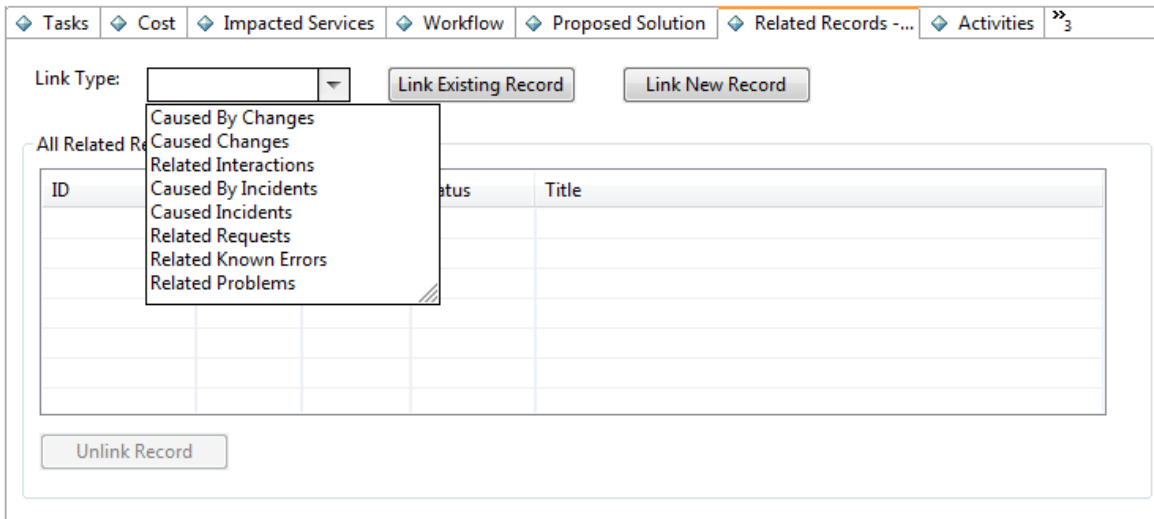 Tasks Cost Impacted Services Workflow Proposed Solution Related Records -... Activities »3
Link Type: Link Existing Record Link New Record
Caused By Changes
Caused Changes
Related Interactions
Caused By Incidents
Caused Incidents
Related Requests
Related Known Errors
Related Problems
All Related Re
ID atus Title
Unlink Record